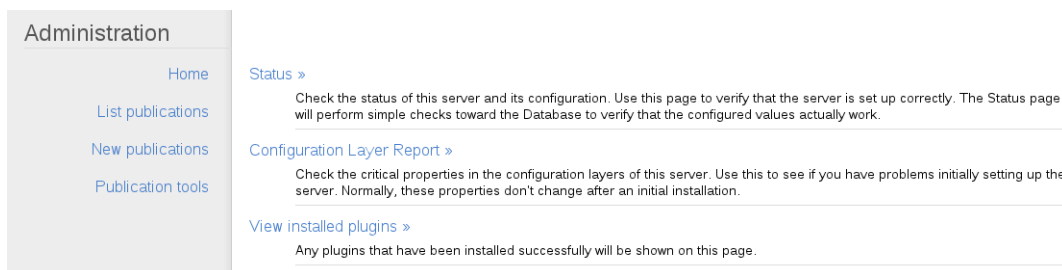 Administration
Home
List publications
New publications
Publication tools
Status »
Check the status of this server and its configuration. Use this page to verify that the server is set up correctly. The Status page
will perform simple checks toward the Database to verify that the configured values actually work.
Configuration Layer Report »
Check the critical properties in the configuration layers of this server. Use this to see if you have problems initially setting up the
server. Normally, these properties don't change after an initial installation.
View installed plugins »
Any plugins that have been installed successfully will be shown on this page.